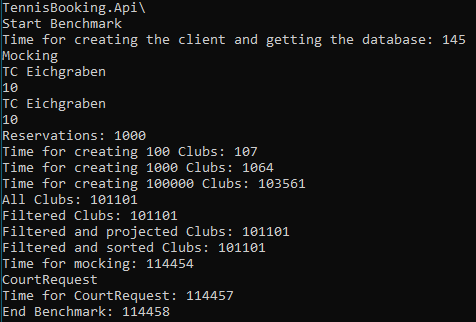 TennisBooking.Api\
Start Benchmark
Time for creating the client and getting the database: 145
Mocking
TC Eichgraben
10
TC Eichgraben
10
Reservations: 1000
Time for creating 100 Clubs: 107
Time for creating 1000 Clubs: 1064
Time for creating 100000 Clubs: 103561
All Clubs: 101101
Filtered Clubs: 101101
Filtered and projected Clubs: 101101
Filtered and sorted Clubs: 101101
Time for mocking: 114454
CourtRequest
Time for CourtRequest: 114457
End Benchmark: 114458